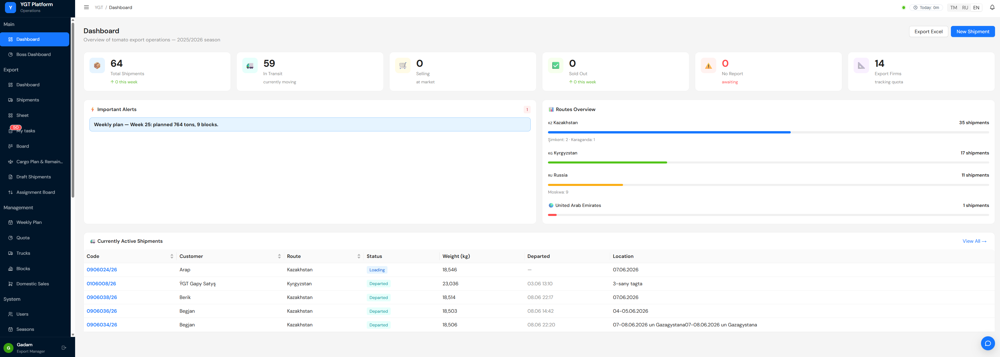 Y
YGT Platform
Operations
Main
Dashboard
Boss Dashboard
Export
Dashboard
Shipments
Sheet
50
My tasks
Board
Cargo Plan & Remain...
Draft Shipments
Assignment Board
Management
Weekly Plan
Quota
Trucks
Blocks
Domestic Sales
System
Users
Seasons
G
Gadam
Export Manager
YGT / Dashboard
Today: 0m
TM RU EN
Dashboard
Overview of tomato export operations — 2025/2026 season
Export Excel
New Shipment
64
Total Shipments
↑ 0 this week
59
In Transit
currently moving
0
Selling
at market
0
Sold Out
↑ 0 this week
0
No Report
awaiting
14
Export Firms
tracking quota
Important Alerts
1
Weekly plan — Week 25: planned 764 tons, 9 blocks.
Routes Overview
KZ Kazakhstan 35 shipments
Şimkent: 2 · Karaganda: 1
KG Kyrgyzstan 17 shipments
RU Russia 11 shipments
Moskwa: 9
United Arab Emirates 1 shipments
Currently Active Shipments
View All →
Code Customer Route Status Weight (kg) Departed Location
0906024/26 Arap Kazakhstan Loading 18,546 — 07.06.2026
0106008/26 ÝGT Gapy Satyş Kyrgyzstan Departed 23,036 03.06 13:10 3-sany tagta
0906038/26 Berik Kazakhstan Departed 18,514 08.06 22:17 07.06.2026
0906036/26 Begjan Kazakhstan Departed 18,503 08.06 14:42 04-05.06.2026
0906034/26 Begjan Kazakhstan Departed 18,506 08.06 22:20 07-08.06.2026 un Gazagystana07-08.06.2026 un Gazagystana